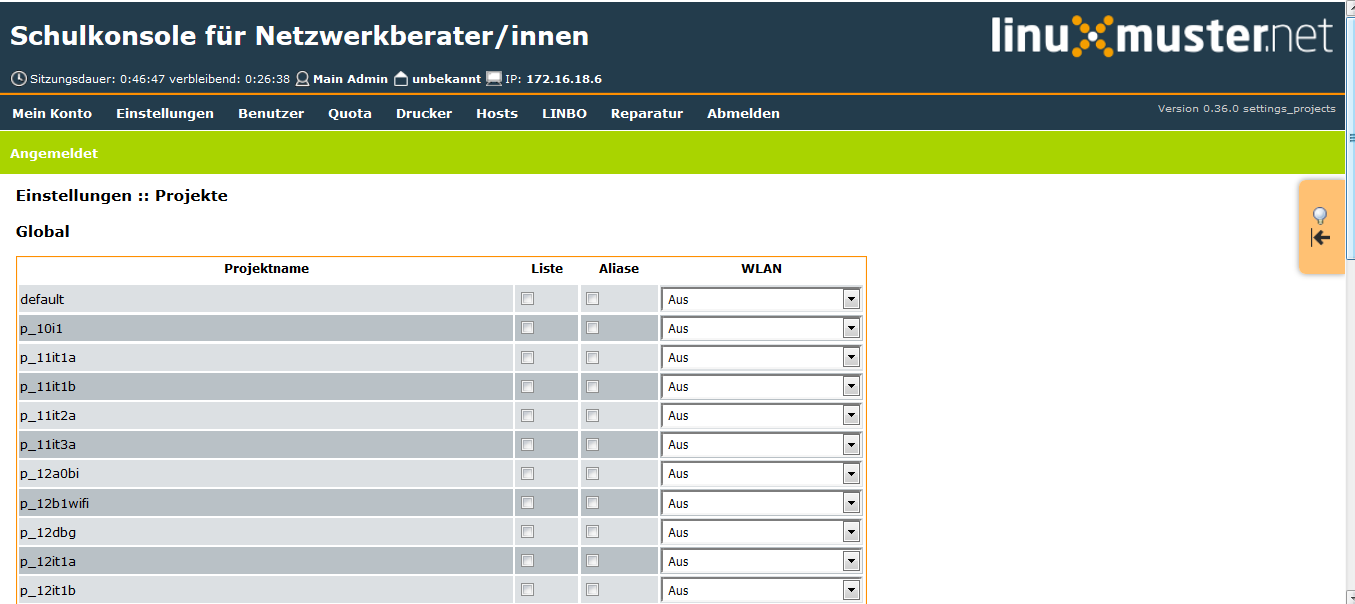 Schulkonsole für Netzwerkberater/innen
linuxmuster.net
Sitzungsdauer: 0:46:47 verbleibend: 0:26:38 Main Admin unbekannt IP: 172.16.18.6
Mein Konto Einstellungen Benutzer Quota Drucker Hosts LINBO Reparatur Abmelden
Version 0.36.0 settings_projects
Angemeldet
Einstellungen :: Projekte
Global
Projektname Liste Aliase WLAN
default Aus
p_10i1 Aus
p_11it1a Aus
p_11it1b Aus
p_11it2a Aus
p_11it3a Aus
p_12a0bi Aus
p_12b1wifi Aus
p_12dbg Aus
p_12it1a Aus
p_12it1b Aus